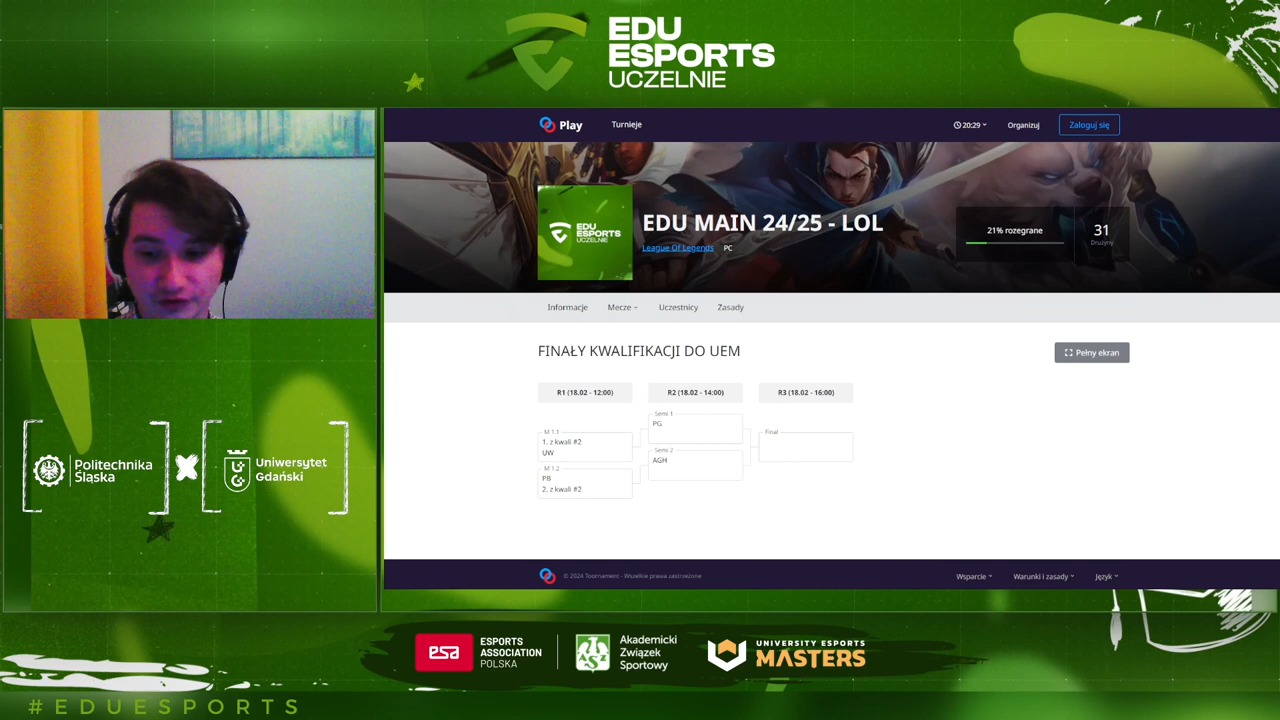 EDU
ESPORTS
UCZELNIE
Play
Turnieje
20:29
Organizuj
Zaloguj się
EDU
ESPORTS
UCZELNIE
EDU MAIN 24/25 - LOL
League Of Legends
PC
21% rozegrane
31
Drużyny
Informacje
Mecze
Uczestnicy
Zasady
FINAŁY KWALIFIKACJI DO UEM
Pełny ekran
R1 (18.02 - 12:00)
R2 (18.02 - 14:00)
R3 (18.02 - 16:00)
M 1.1
1. z kwali #2
UW
M 1.2
PB
2. z kwali #2
Semi 1
PG
Semi 2
AGH
Final
Politechnika
Śląska
Uniwersytet
Gdański
© 2024 Toornament - Wszelkie prawa zastrzeżone
Wsparcie
Warunki i zasady
Język
esa
ESPORTS
ASSOCIATION
POLSKA
AZS
Akademicki
Związek
Sportowy
UNIVERSITY ESPORTS
MASTERS
#EDUESPORTS